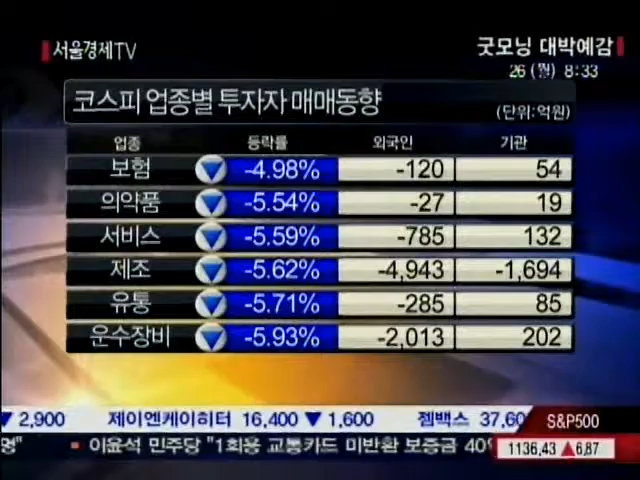 서울경제TV
굿모닝 대박예감
26 (월) 8:33
코스피 업종별 투자자 매매동향
(단위:억원)
업종 등락률 외국인 기관
보험 -4.98% -120 54
의약품 -5.54% -27 19
서비스 -5.59% -785 132
제조 -5.62% -4,943 -1,694
유통 -5.71% -285 85
운수장비 -5.93% -2,013 202
▼ 2,900 제이엔케이히터 16,400 ▼ 1,600 젬백스 37,60
S&P500
명" ▪ 이윤석 민주당 "1회용 교통카드 미반환 보증금 40
1136,43 ▲6,87